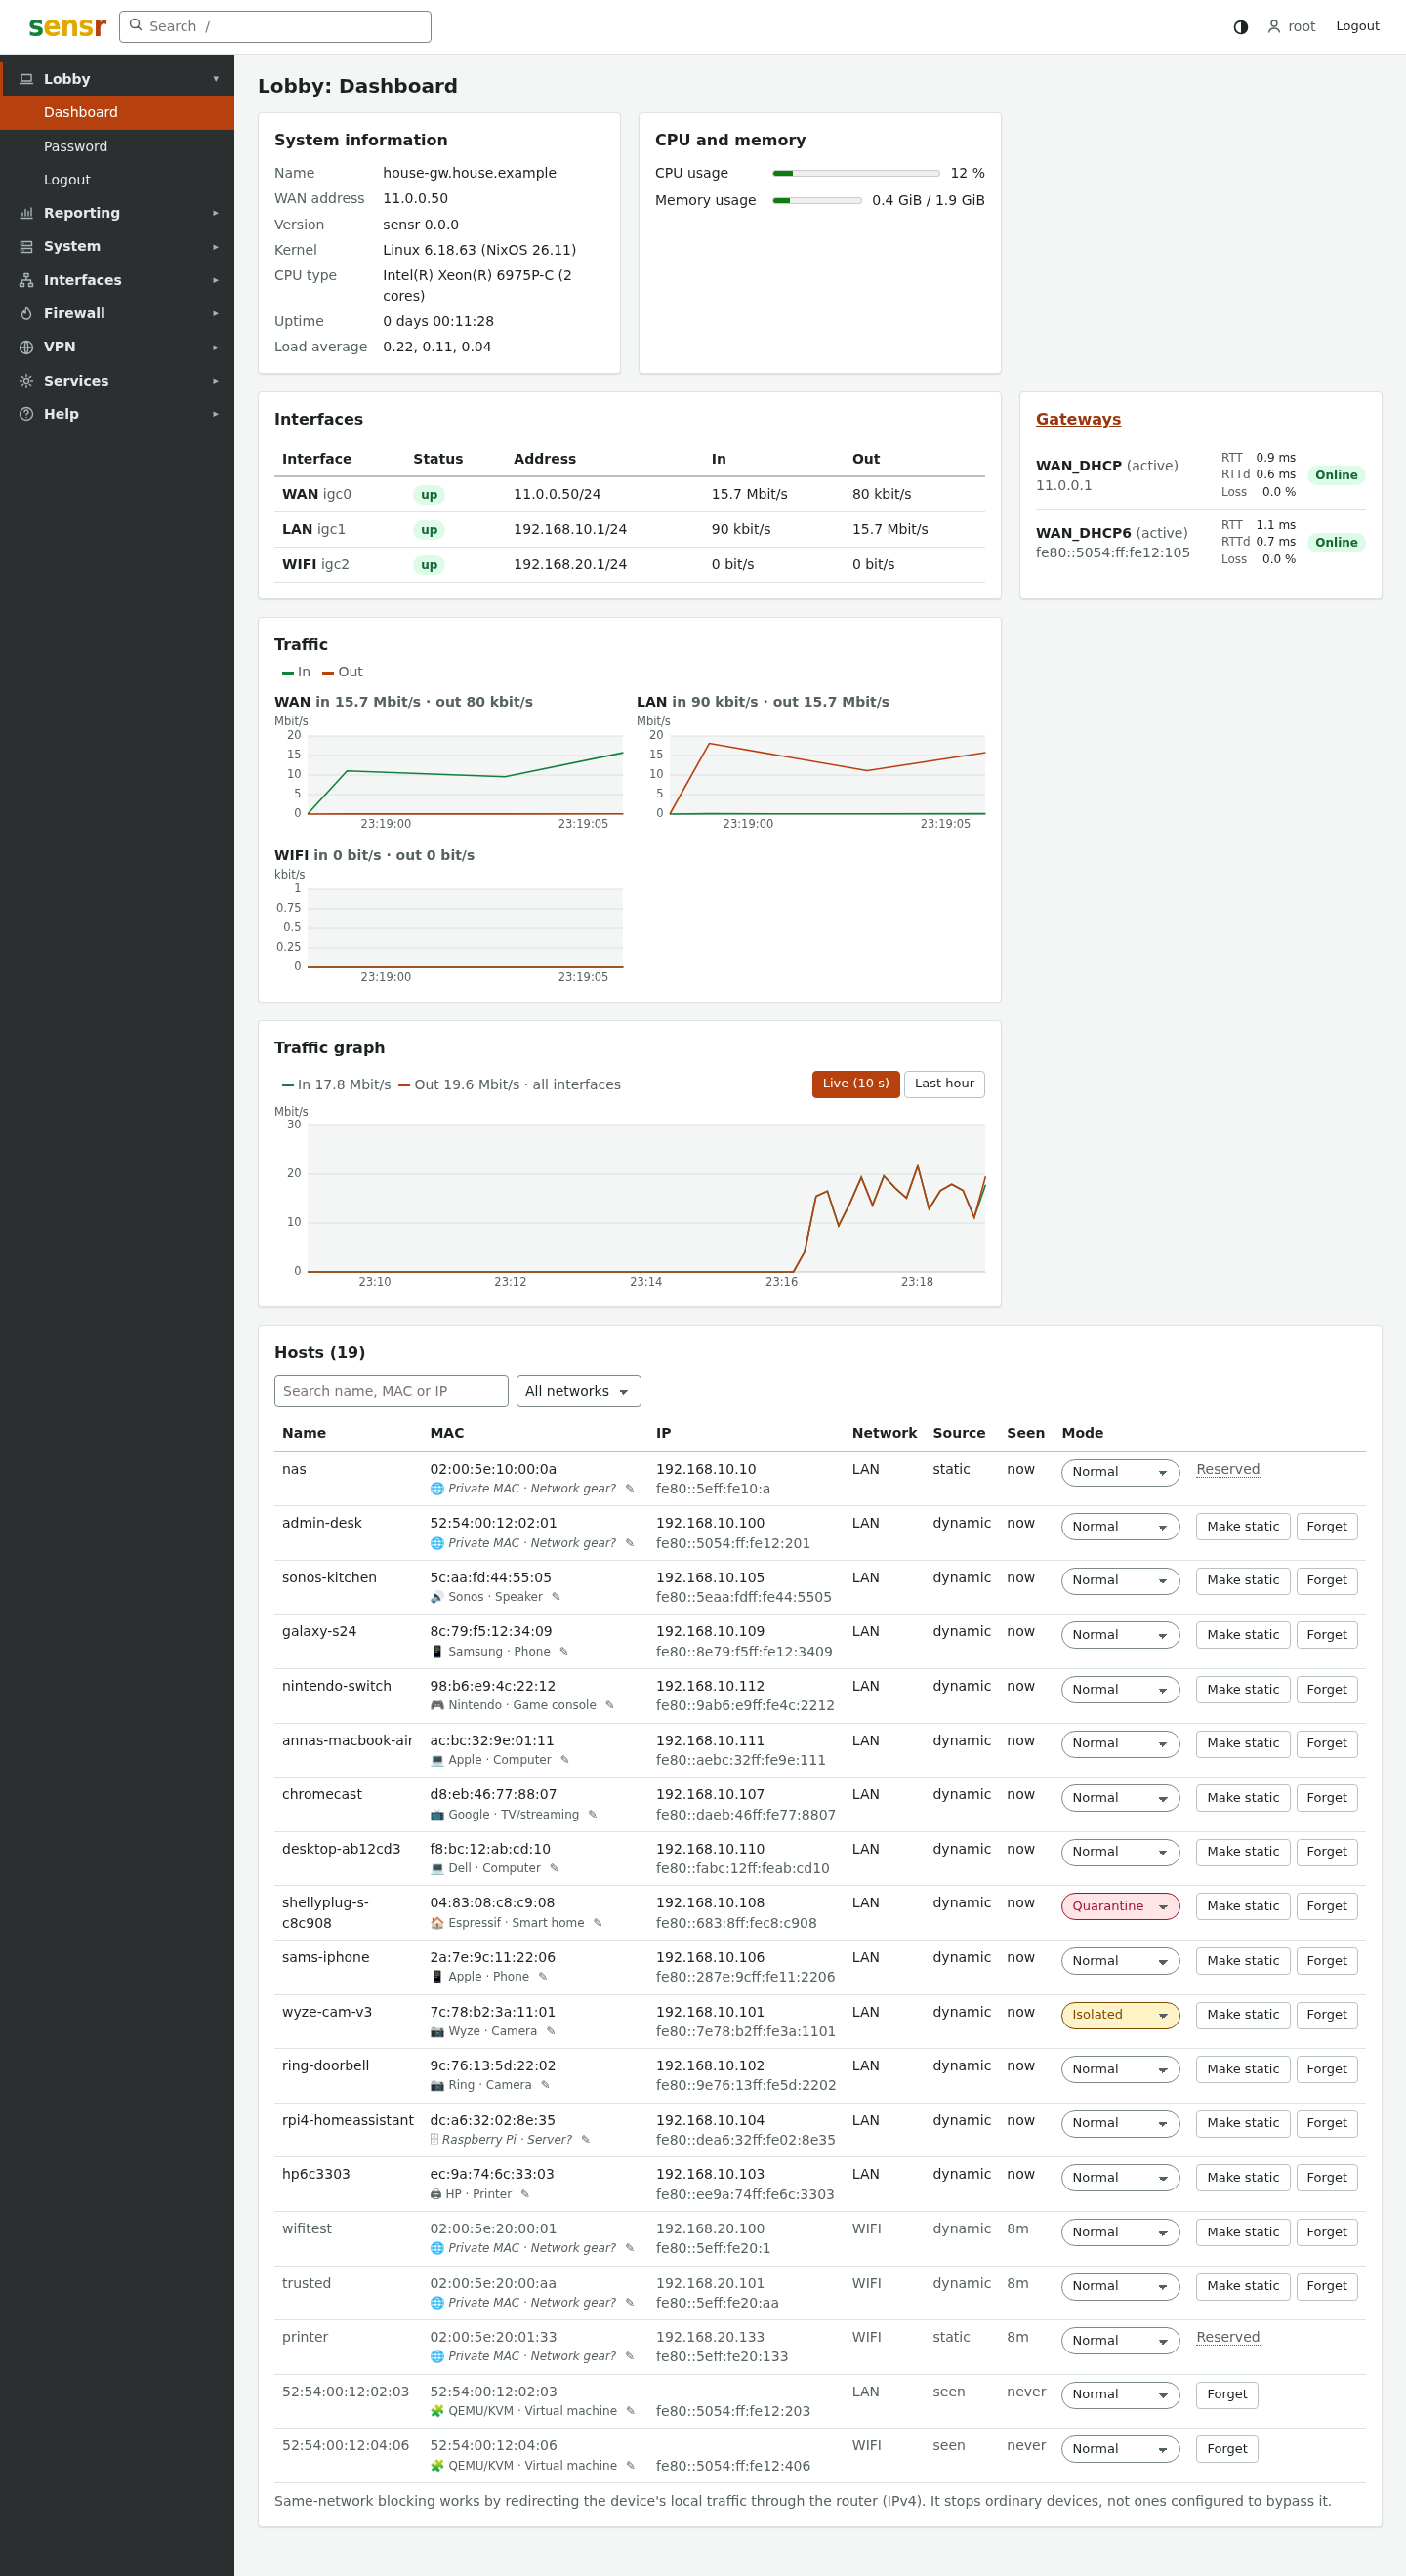 sensr
Search /
root
Logout
Lobby
Dashboard
Password
Logout
Reporting
System
Interfaces
Firewall
VPN
Services
Help
Lobby: Dashboard
System information
Name house-gw.house.example
WAN address 11.0.0.50
Version sensr 0.0.0
Kernel Linux 6.18.63 (NixOS 26.11)
CPU type Intel(R) Xeon(R) 6975P-C (2
cores)
Uptime 0 days 00:11:28
Load average 0.22, 0.11, 0.04
CPU and memory
CPU usage 12 %
Memory usage 0.4 GiB / 1.9 GiB
Interfaces
Interface Status Address In Out
WAN igc0 up 11.0.0.50/24 15.7 Mbit/s 80 kbit/s
LAN igc1 up 192.168.10.1/24 90 kbit/s 15.7 Mbit/s
WIFI igc2 up 192.168.20.1/24 0 bit/s 0 bit/s
Gateways
WAN_DHCP (active)
11.0.0.1
RTT 0.9 ms
RTTd 0.6 ms
Loss 0.0 %
Online
WAN_DHCP6 (active)
fe80::5054:ff:fe12:105
RTT 1.1 ms
RTTd 0.7 ms
Loss 0.0 %
Online
Traffic
In Out
WAN in 15.7 Mbit/s · out 80 kbit/s
Mbit/s
20
15
10
5
0
23:19:00 23:19:05
LAN in 90 kbit/s · out 15.7 Mbit/s
Mbit/s
20
15
10
5
0
23:19:00 23:19:05
WIFI in 0 bit/s · out 0 bit/s
kbit/s
1
0.75
0.5
0.25
0
23:19:00 23:19:05
Traffic graph
In 17.8 Mbit/s Out 19.6 Mbit/s · all interfaces
Live (10 s) Last hour
Mbit/s
30
20
10
0
23:10 23:12 23:14 23:16 23:18
Hosts (19)
Search name, MAC or IP
All networks
Name MAC IP Network Source Seen Mode
nas 02:00:5e:10:00:0a 192.168.10.10 LAN static now Normal Reserved
Private MAC · Network gear? ✎ fe80::5eff:fe10:a
admin-desk 52:54:00:12:02:01 192.168.10.100 LAN dynamic now Normal Make static Forget
Private MAC · Network gear? ✎ fe80::5054:ff:fe12:201
sonos-kitchen 5c:aa:fd:44:55:05 192.168.10.105 LAN dynamic now Normal Make static Forget
Sonos · Speaker ✎ fe80::5eaa:fdff:fe44:5505
galaxy-s24 8c:79:f5:12:34:09 192.168.10.109 LAN dynamic now Normal Make static Forget
Samsung · Phone ✎ fe80::8e79:f5ff:fe12:3409
nintendo-switch 98:b6:e9:4c:22:12 192.168.10.112 LAN dynamic now Normal Make static Forget
Nintendo · Game console ✎ fe80::9ab6:e9ff:fe4c:2212
annas-macbook-air ac:bc:32:9e:01:11 192.168.10.111 LAN dynamic now Normal Make static Forget
Apple · Computer ✎ fe80::aebc:32ff:fe9e:111
chromecast d8:eb:46:77:88:07 192.168.10.107 LAN dynamic now Normal Make static Forget
Google · TV/streaming ✎ fe80::daeb:46ff:fe77:8807
desktop-ab12cd3 f8:bc:12:ab:cd:10 192.168.10.110 LAN dynamic now Normal Make static Forget
Dell · Computer ✎ fe80::fabc:12ff:feab:cd10
shellyplug-s- 04:83:08:c8:c9:08 192.168.10.108 LAN dynamic now Quarantine Make static Forget
c8c908 Espressif · Smart home ✎ fe80::683:8ff:fec8:c908
sams-iphone 2a:7e:9c:11:22:06 192.168.10.106 LAN dynamic now Normal Make static Forget
Apple · Phone ✎ fe80::287e:9cff:fe11:2206
wyze-cam-v3 7c:78:b2:3a:11:01 192.168.10.101 LAN dynamic now Isolated Make static Forget
Wyze · Camera ✎ fe80::7e78:b2ff:fe3a:1101
ring-doorbell 9c:76:13:5d:22:02 192.168.10.102 LAN dynamic now Normal Make static Forget
Ring · Camera ✎ fe80::9e76:13ff:fe5d:2202
rpi4-homeassistant dc:a6:32:02:8e:35 192.168.10.104 LAN dynamic now Normal Make static Forget
Raspberry Pi · Server? ✎ fe80::dea6:32ff:fe02:8e35
hp6c3303 ec:9a:74:6c:33:03 192.168.10.103 LAN dynamic now Normal Make static Forget
HP · Printer ✎ fe80::ee9a:74ff:fe6c:3303
wifitest 02:00:5e:20:00:01 192.168.20.100 WIFI dynamic 8m Normal Make static Forget
Private MAC · Network gear? ✎ fe80::5eff:fe20:1
trusted 02:00:5e:20:00:aa 192.168.20.101 WIFI dynamic 8m Normal Make static Forget
Private MAC · Network gear? ✎ fe80::5eff:fe20:aa
printer 02:00:5e:20:01:33 192.168.20.133 WIFI static 8m Normal Reserved
Private MAC · Network gear? ✎ fe80::5eff:fe20:133
52:54:00:12:02:03 52:54:00:12:02:03 LAN seen never Normal Forget
QEMU/KVM · Virtual machine ✎ fe80::5054:ff:fe12:203
52:54:00:12:04:06 52:54:00:12:04:06 WIFI seen never Normal Forget
QEMU/KVM · Virtual machine ✎ fe80::5054:ff:fe12:406
Same-network blocking works by redirecting the device's local traffic through the router (IPv4). It stops ordinary devices, not ones configured to bypass it.